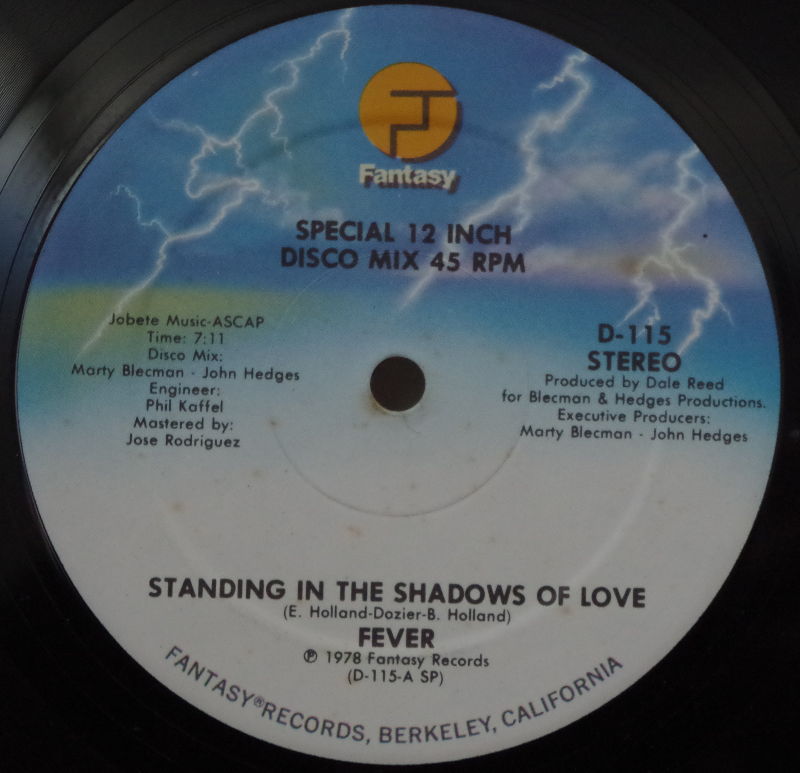 Fantasy
SPECIAL 12 INCH
DISCO MIX 45 RPM
Jobete Music-ASCAP
Time: 7:11
Disco Mix:
Marty Blecman - John Hedges
Engineer:
Phil Kaffel
Mastered by:
Jose Rodriguez
D-115
STEREO
Produced by Dale Reed
for Blecman & Hedges Productions.
Executive Producers:
Marty Blecman - John Hedges
STANDING IN THE SHADOWS OF LOVE
(E. Holland-Dozier-B. Holland)
FEVER
℗ 1978 Fantasy Records
(D-115-A SP)
FANTASY® RECORDS, BERKELEY, CALIFORNIA